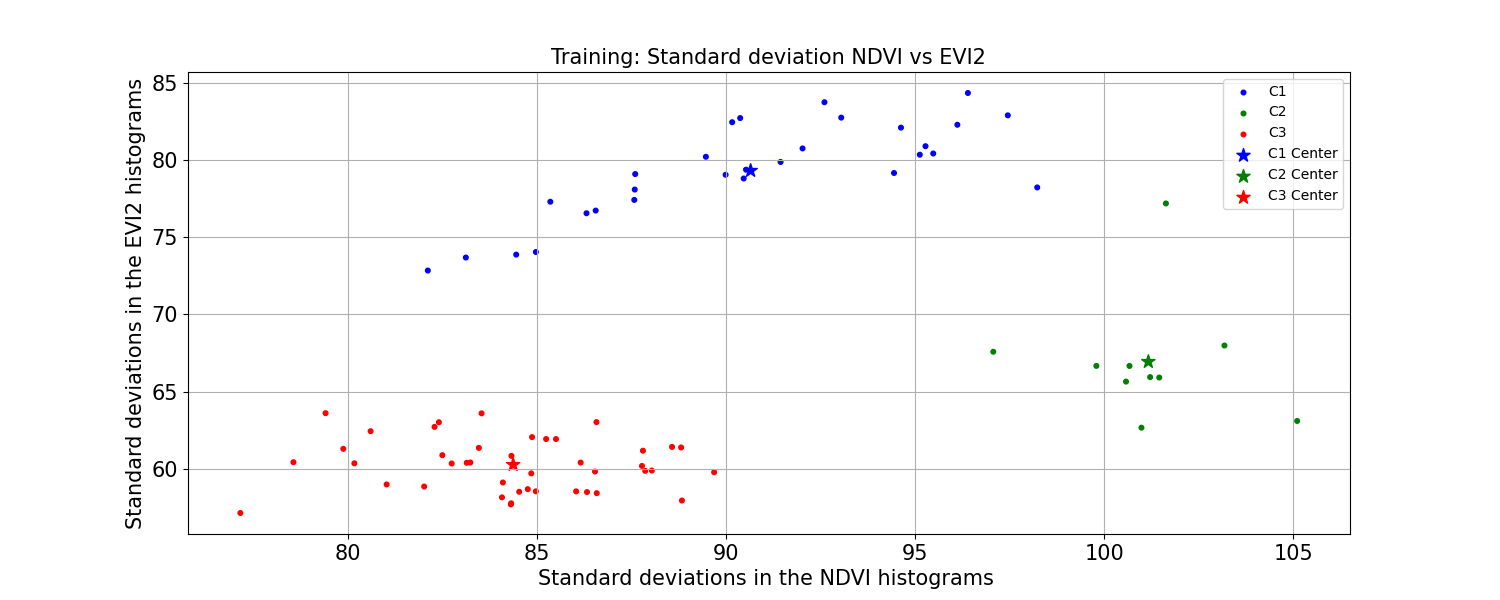 Training: Standard deviation NDVI vs EVI2
Standard deviations in the EVI2 histograms
85
80
75
70
65
60
C1
C2
C3
C1 Center
C2 Center
C3 Center
80
85
90
95
100
105
Standard deviations in the NDVI histograms